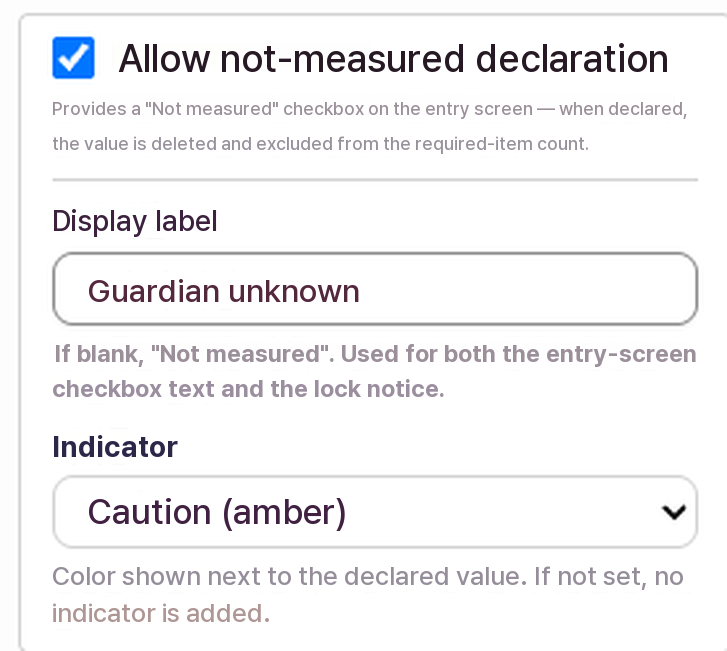 Allow not-measured declaration
Provides a "Not measured" checkbox on the entry screen — when declared,
the value is deleted and excluded from the required-item count.
Display label
Guardian unknown
If blank, "Not measured". Used for both the entry-screen
checkbox text and the lock notice.
Indicator
Caution (amber)
Color shown next to the declared value. If not set, no
indicator is added.